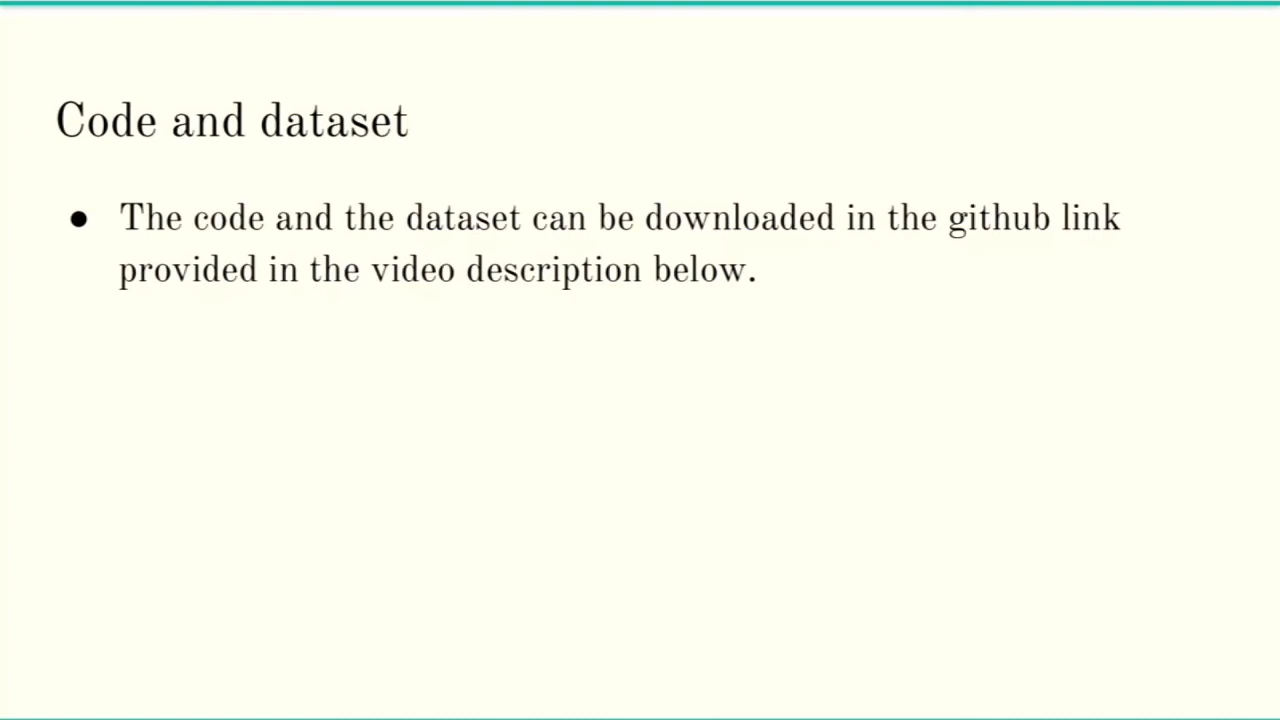 Code and dataset
● The code and the dataset can be downloaded in the github link
provided in the video description below.